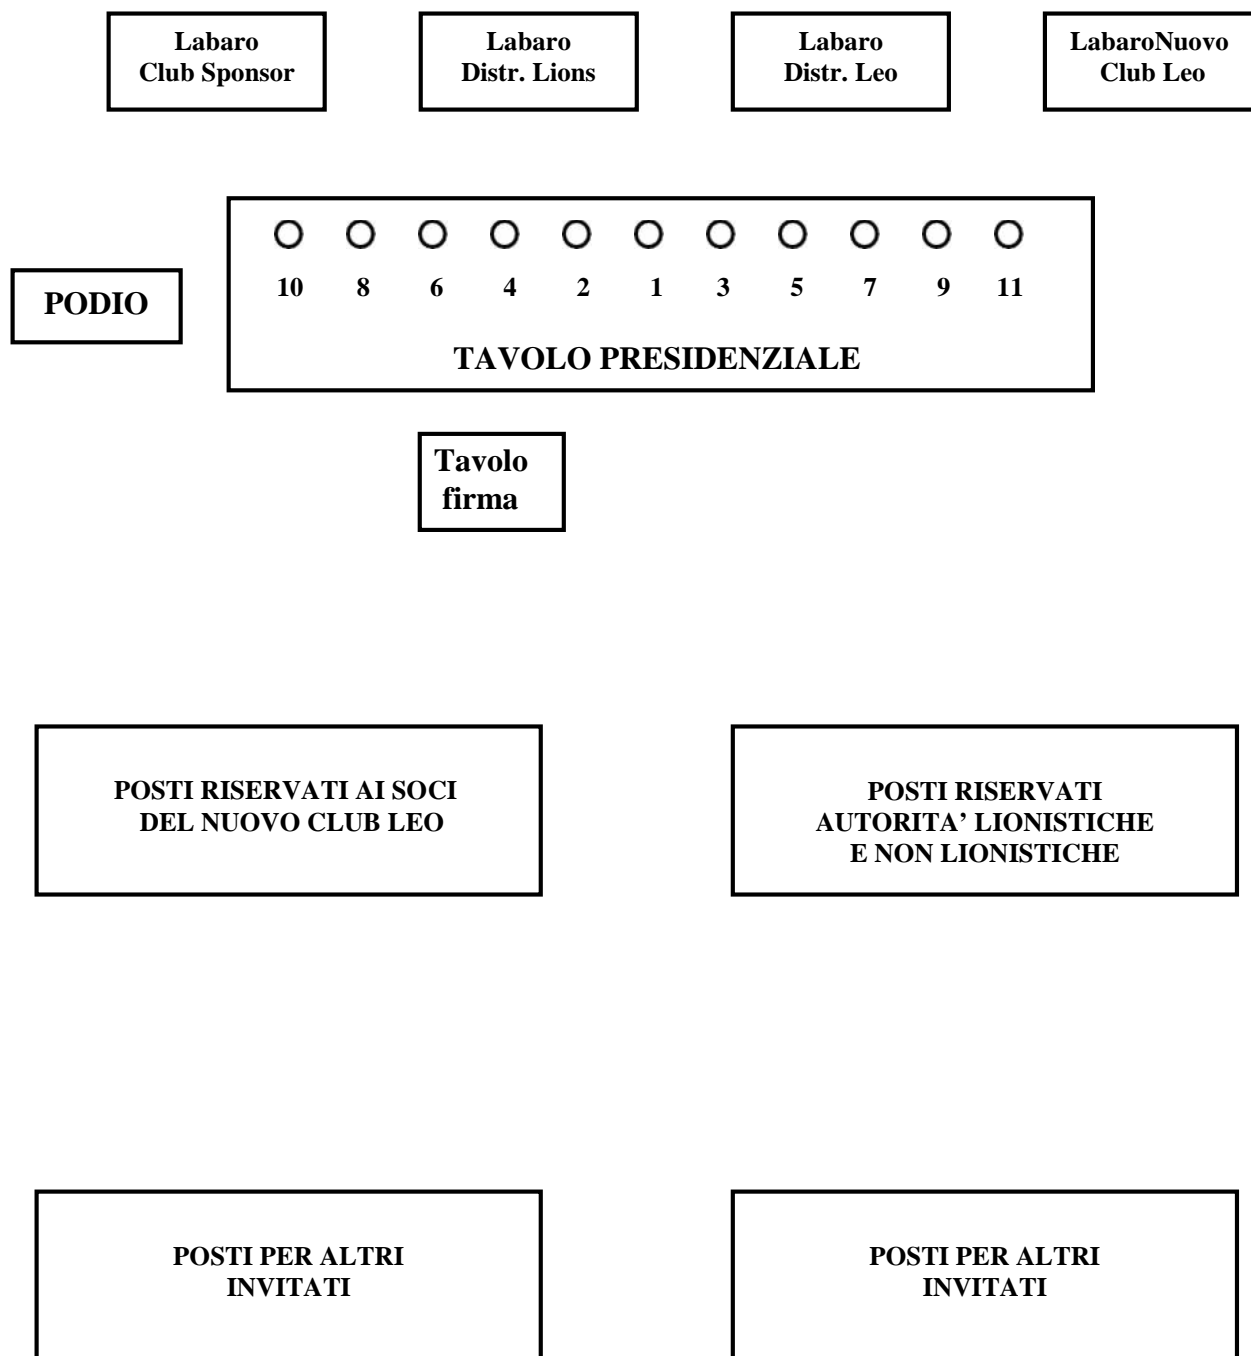 Labaro
Club Sponsor
Labaro
Distr. Lions
Labaro
Distr. Leo
LabaroNuovo
Club Leo
10 8 6 4 2 1 3 5 7 9 11
PODIO
TAVOLO PRESIDENZIALE
Tavolo
firma
POSTI RISERVATI AI SOCI
DEL NUOVO CLUB LEO
POSTI RISERVATI
AUTORITA’ LIONISTICHE
E NON LIONISTICHE
POSTI PER ALTRI
INVITATI
POSTI PER ALTRI
INVITATI